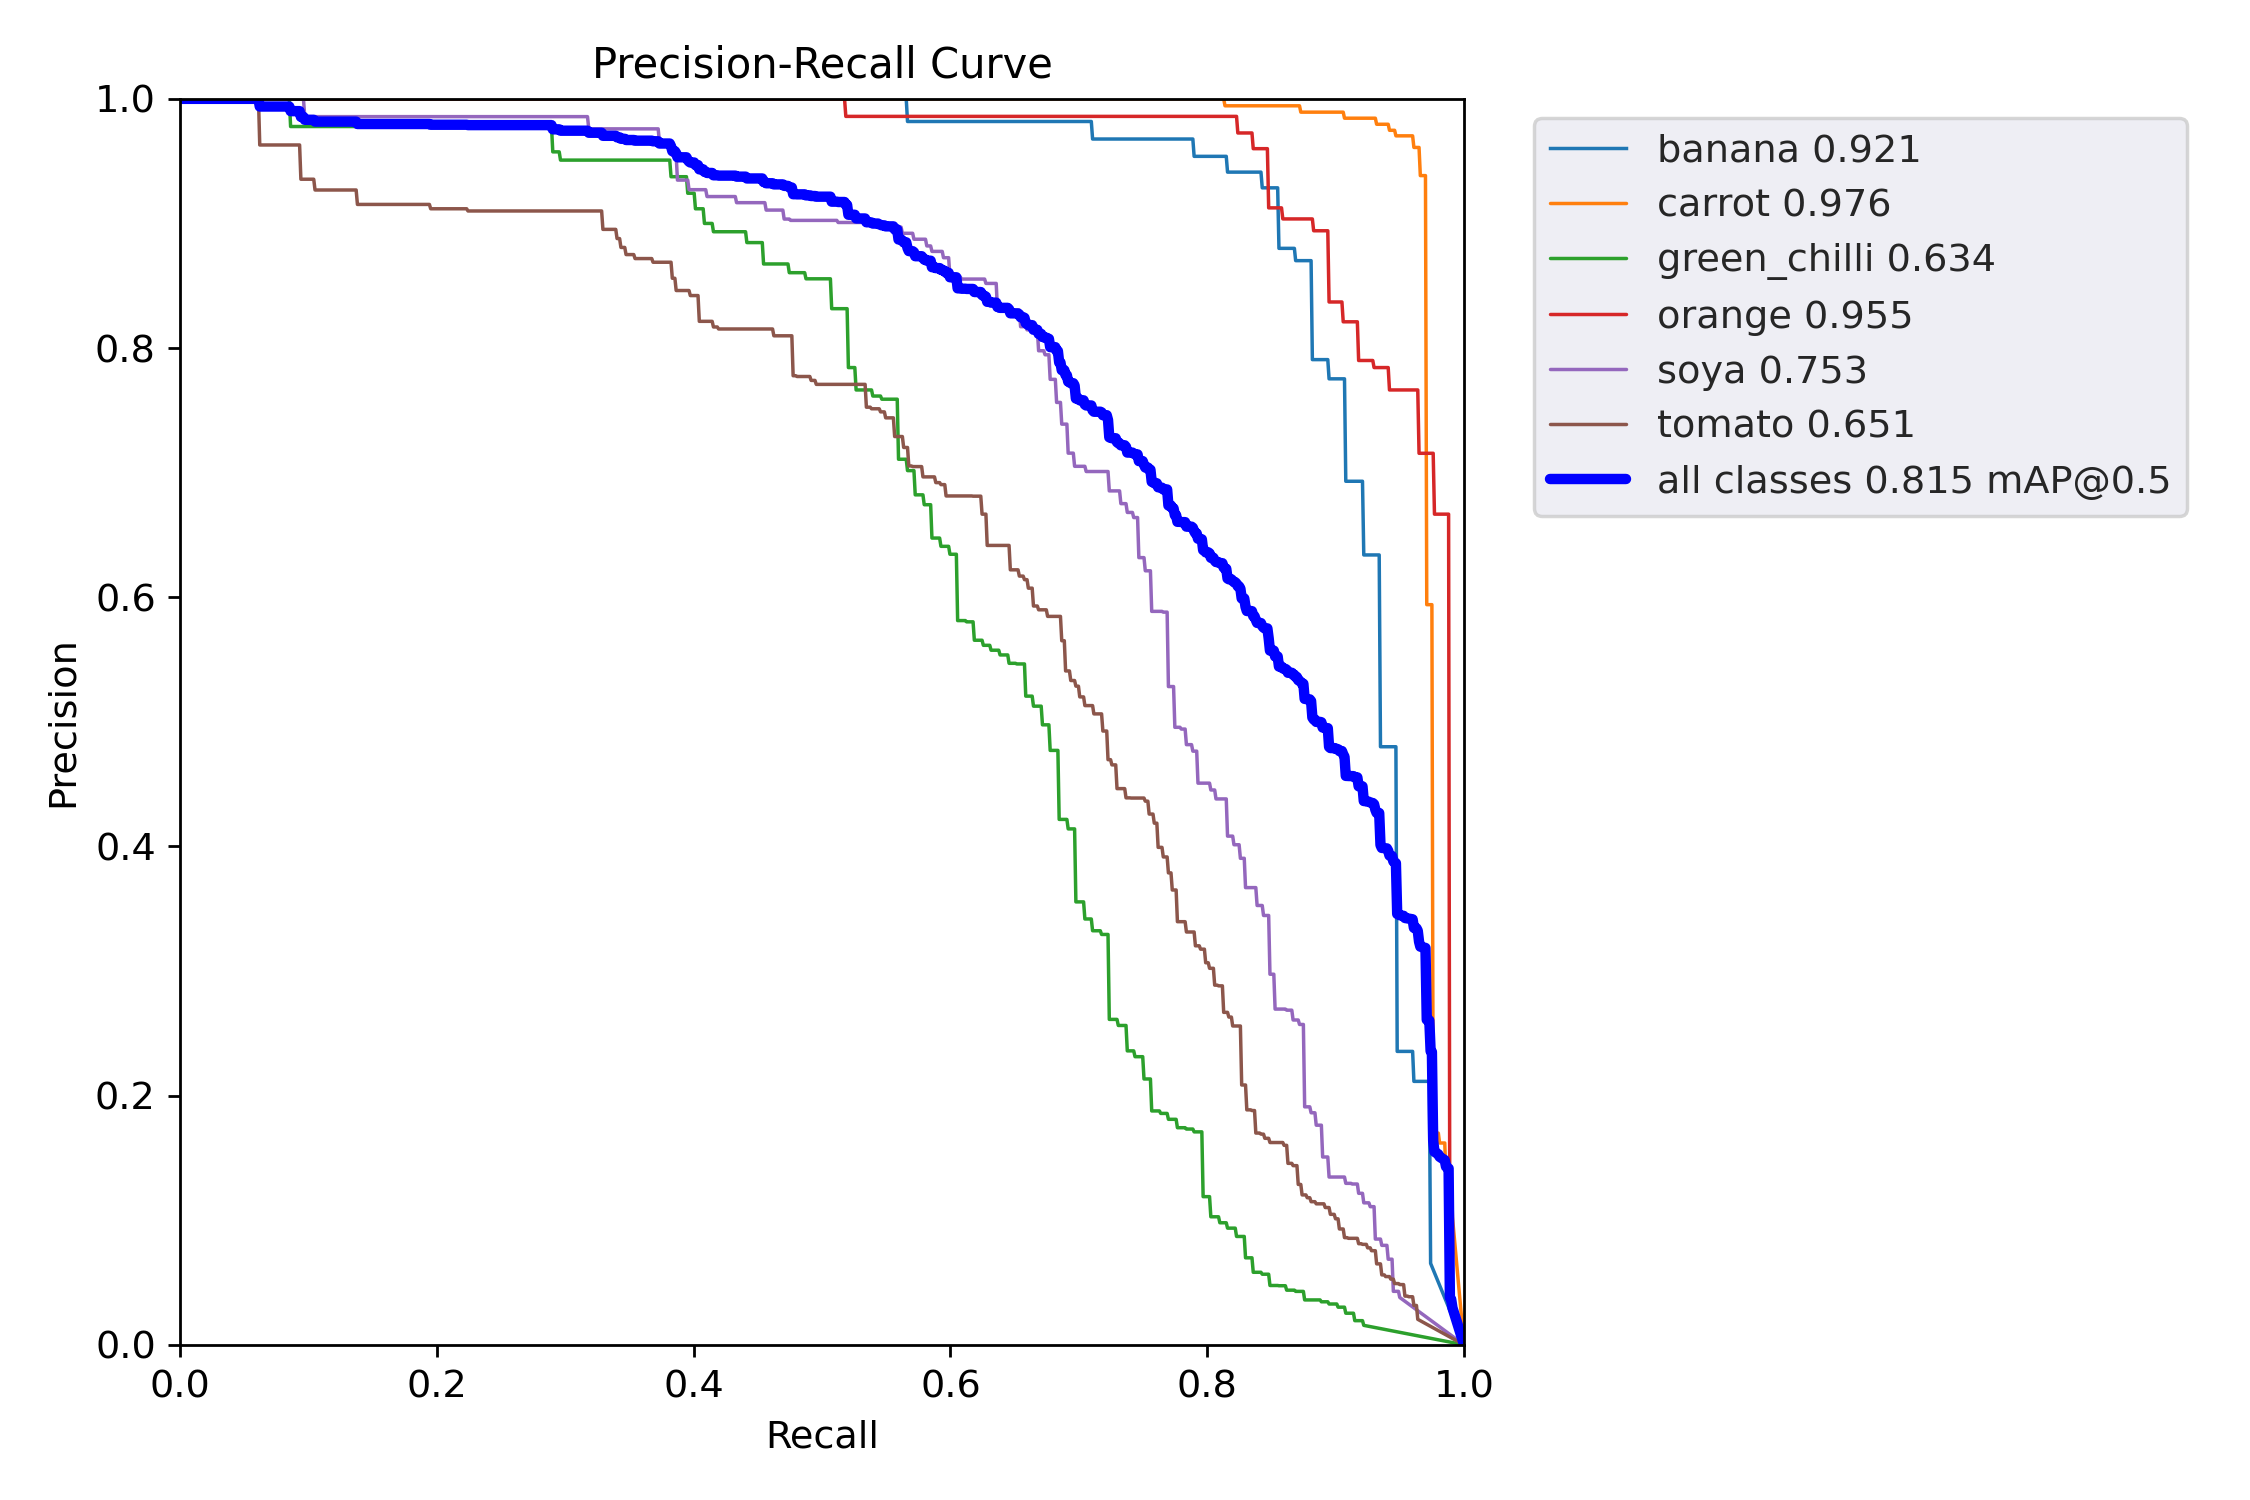 Precision-Recall Curve
1.0
0.8
0.6
0.4
0.2
0.0
Precision
0.0 0.2 0.4 0.6 0.8 1.0
Recall
banana 0.921
carrot 0.976
green_chilli 0.634
orange 0.955
soya 0.753
tomato 0.651
all classes 0.815 mAP@0.5